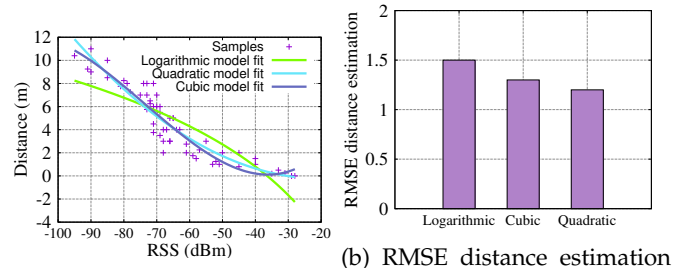 Distance (m)
12
10
8
6
4
2
0
-2
-4
-100 -90 -80 -70 -60 -50 -40 -30 -20
RSS (dBm)
Samples
Logarithmic model fit
Quadratic model fit
Cubic model fit
RMSE distance estimation
2
1.5
1
0.5
0
Logarithmic Cubic Quadratic
(b) RMSE distance estimation